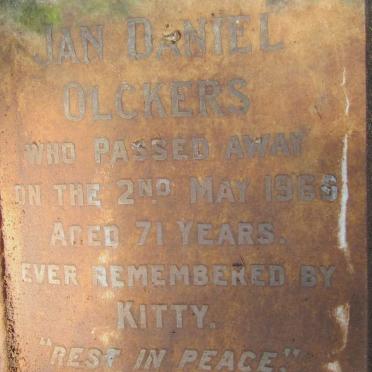 JAN DANIEL
OLCKERS
WHO PASSED AWAY
ON THE 2ND MAY 1966
AGED 71 YEARS.
EVER REMEMBERED BY
KITTY.
"REST IN PEACE."